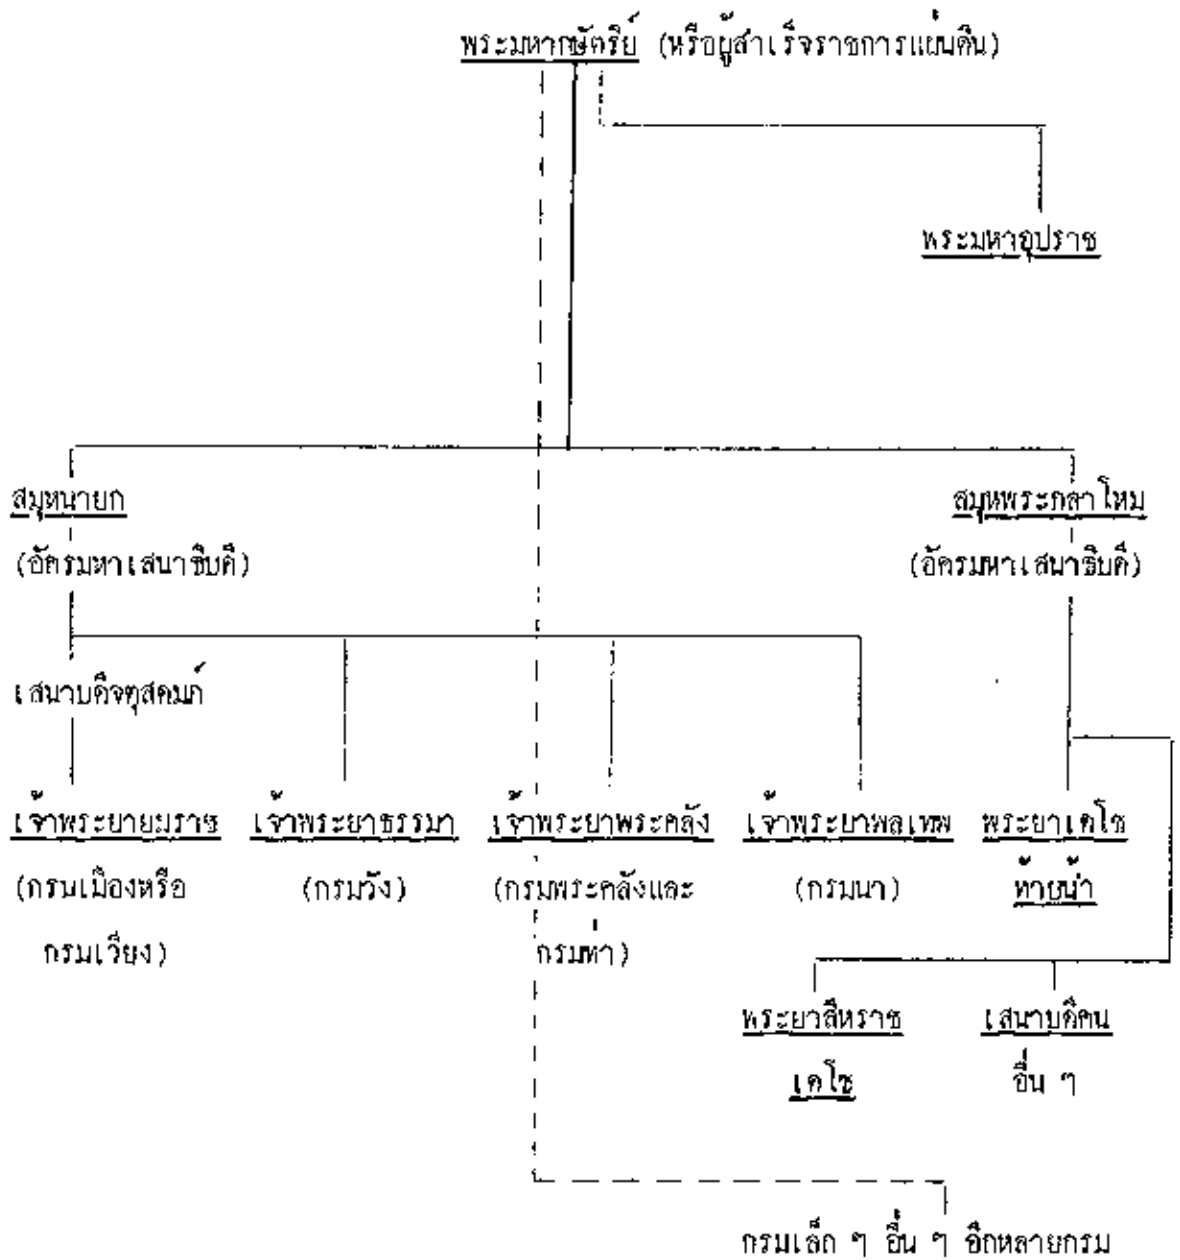 พระมหากษัตริย์ (หรือผู้สำเร็จราชการแผ่นดิน)
พระมหาอุปราช
สมุหนายก
สมุหพระกลาโหม
(อัครมหาเสนาธิบดี)
(อัครมหาเสนาธิบดี)
เสนาบดีจตุสดมภ์
เจ้าพระยายมราช
เจ้าพระยาธรรมา
เจ้าพระยาพระคลัง
เจ้าพระยาพลเทพ
พระยาเดโช
(กรมเมืองหรือ
(กรมวัง)
(กรมพระคลังและ
(กรมนา)
ท้ายน้ำ
กรมเวียง)
กรมท่า)
พระยาสีหราช
เสนาบดีคน
เดโช
อื่น ๆ
กรมเล็ก ๆ อื่น ๆ อีกหลายกรม